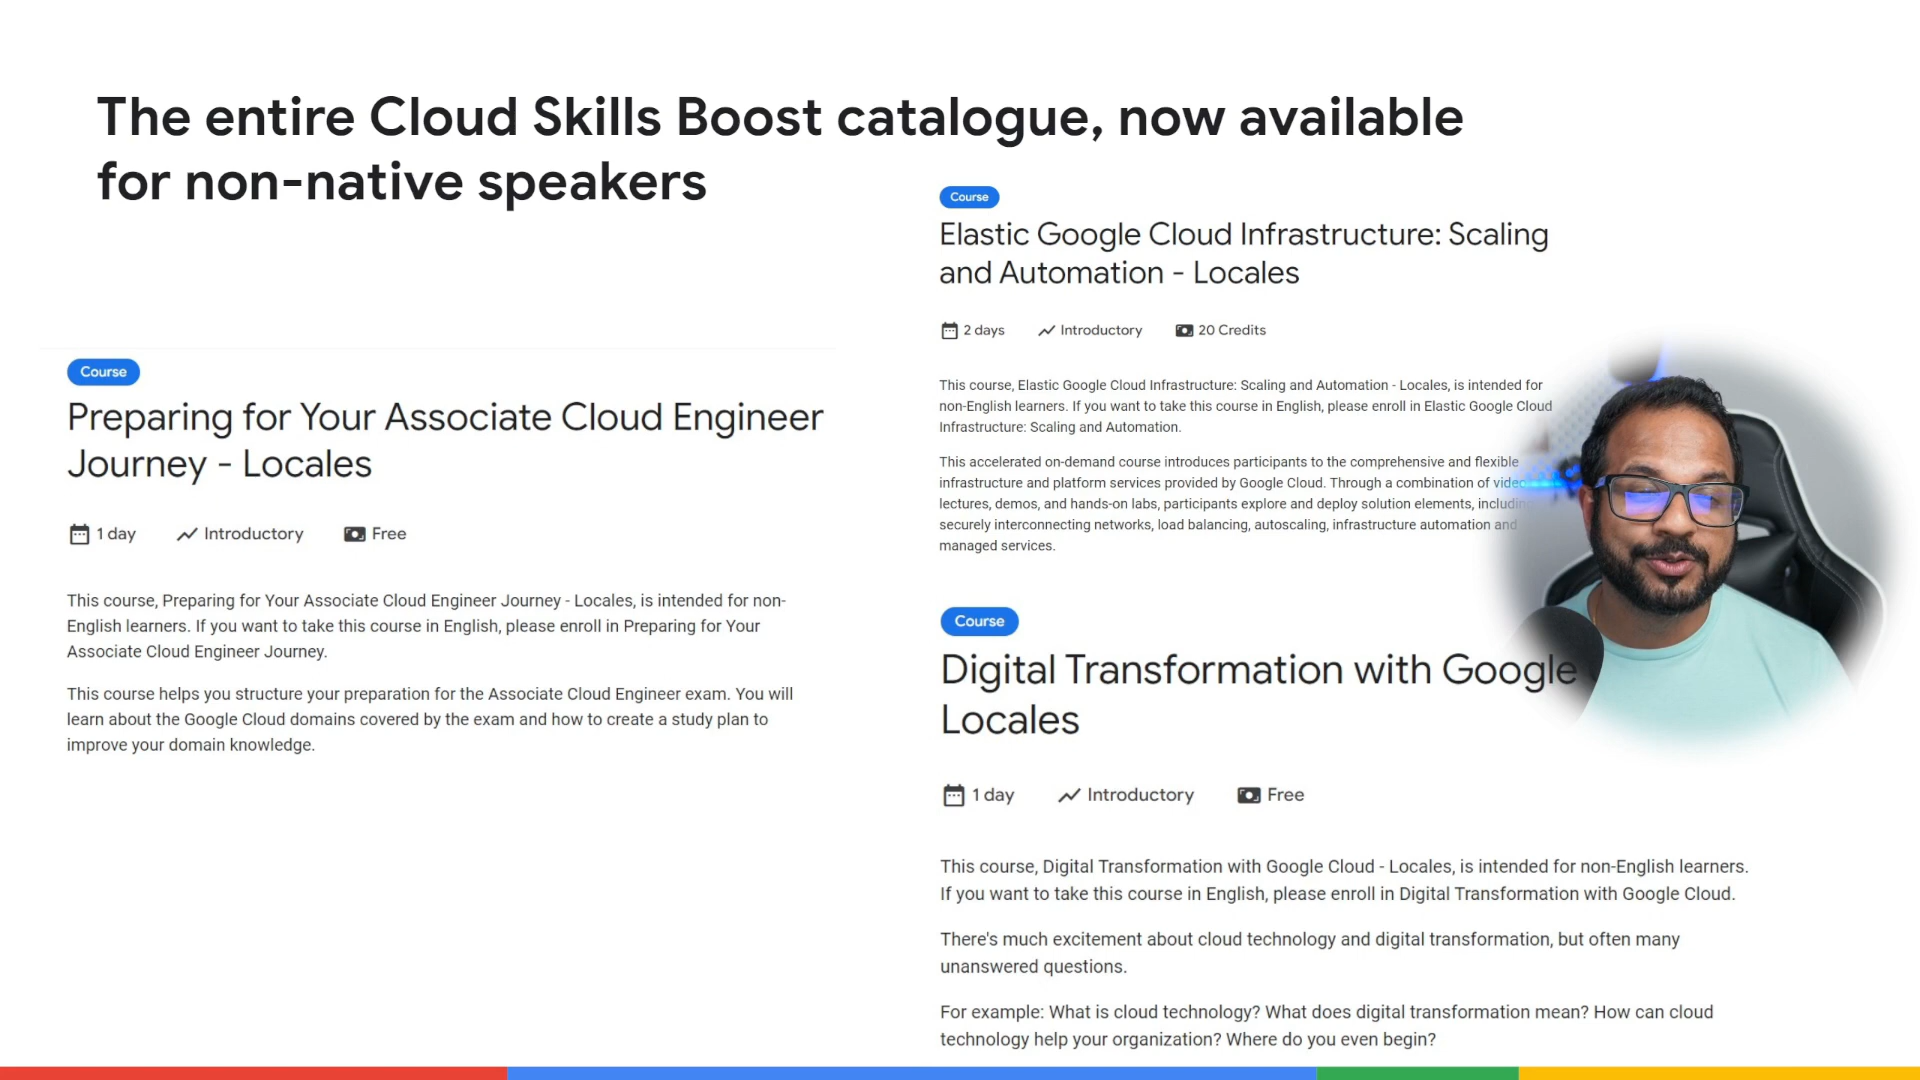 The entire Cloud Skills Boost catalogue, now available
for non-native speakers
Course
Preparing for Your Associate Cloud Engineer
Journey - Locales
1 day Introductory Free
This course, Preparing for Your Associate Cloud Engineer Journey - Locales, is intended for non-
English learners. If you want to take this course in English, please enroll in Preparing for Your
Associate Cloud Engineer Journey.
This course helps you structure your preparation for the Associate Cloud Engineer exam. You will
learn about the Google Cloud domains covered by the exam and how to create a study plan to
improve your domain knowledge.
Course
Elastic Google Cloud Infrastructure: Scaling
and Automation - Locales
2 days Introductory 20 Credits
This course, Elastic Google Cloud Infrastructure: Scaling and Automation - Locales, is intended for
non-English learners. If you want to take this course in English, please enroll in Elastic Google Cloud
Infrastructure: Scaling and Automation.
This accelerated on-demand course introduces participants to the comprehensive and flexible
infrastructure and platform services provided by Google Cloud. Through a combination of video
lectures, demos, and hands-on labs, participants explore and deploy solution elements, including
securely interconnecting networks, load balancing, autoscaling, infrastructure automation and
managed services.
Course
Digital Transformation with Google
Locales
1 day Introductory Free
This course, Digital Transformation with Google Cloud - Locales, is intended for non-English learners.
If you want to take this course in English, please enroll in Digital Transformation with Google Cloud.
There's much excitement about cloud technology and digital transformation, but often many
unanswered questions.
For example: What is cloud technology? What does digital transformation mean? How can cloud
technology help your organization? Where do you even begin?